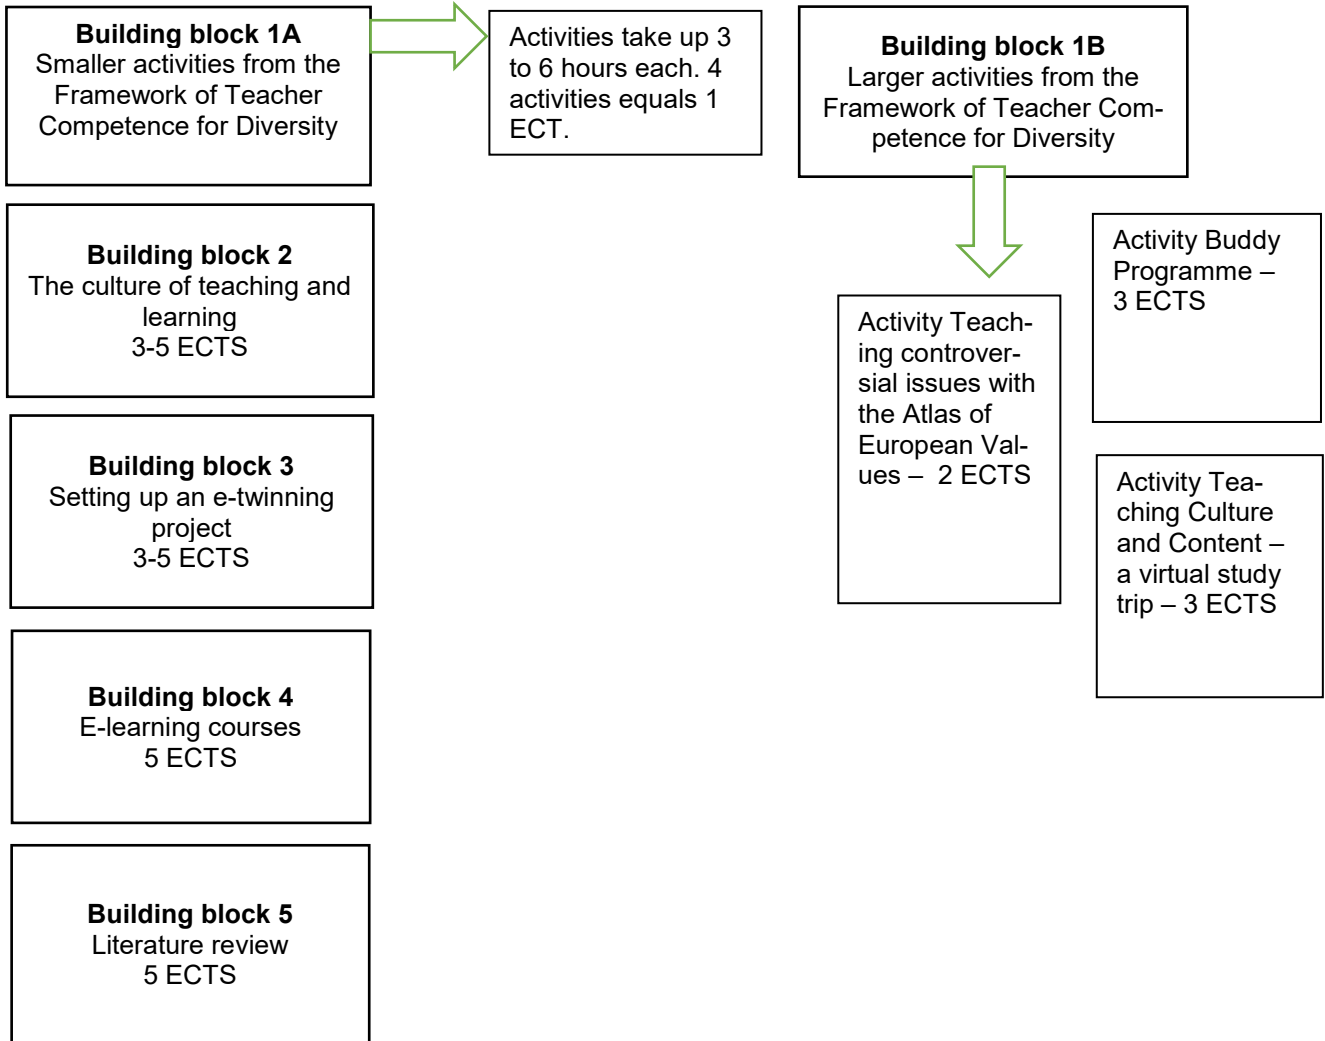 Building block 1A
Smaller activities from the
Framework of Teacher
Competence for Diversity
Activities take up 3
to 6 hours each. 4
activities equals 1
ECT.
Building block 1B
Larger activities from the
Framework of Teacher Com-
petence for Diversity
Building block 2
The culture of teaching and
learning
3-5 ECTS
Activity Teach-
ing controver-
sial issues with
the Atlas of
European Val-
ues – 2 ECTS
Activity Buddy
Programme –
3 ECTS
Building block 3
Setting up an e-twinning
project
3-5 ECTS
Activity Tea-
ching Culture
and Content –
a virtual study
trip – 3 ECTS
Building block 4
E-learning courses
5 ECTS
Building block 5
Literature review
5 ECTS